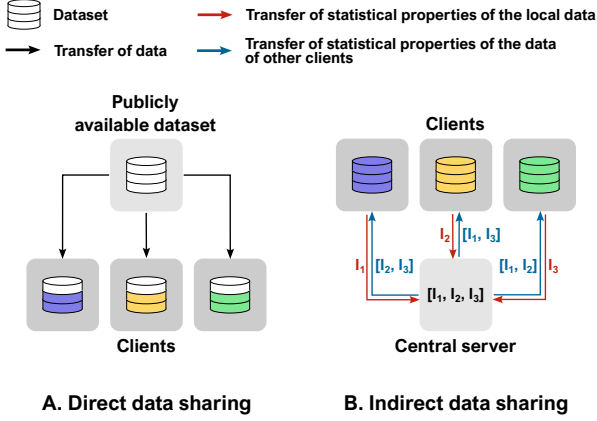 Dataset
Transfer of statistical properties of the local data
Transfer of data
Transfer of statistical properties of the data
of other clients
Publicly
available dataset
Clients
A. Direct data sharing
Clients
I₂
[I₁, I₃]
I₁
[I₂, I₃]
[I₁, I₂]
I₃
[I₁, I₂, I₃]
Central server
B. Indirect data sharing